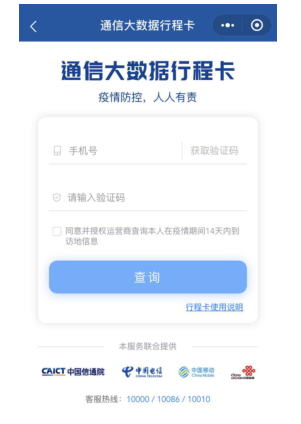 通信大数据行程卡
通信大数据行程卡
疫情防控，人人有责
手机号
获取验证码
请输入验证码
同意并授权运营商查询本人在疫情期间14天内到
访地信息
查询
行程卡使用说明
本服务联合提供
CAICT 中国信通院
中国电信
CHINA TELECOM
中国移动
China Mobile
客服热线：10000 / 10086 / 10010